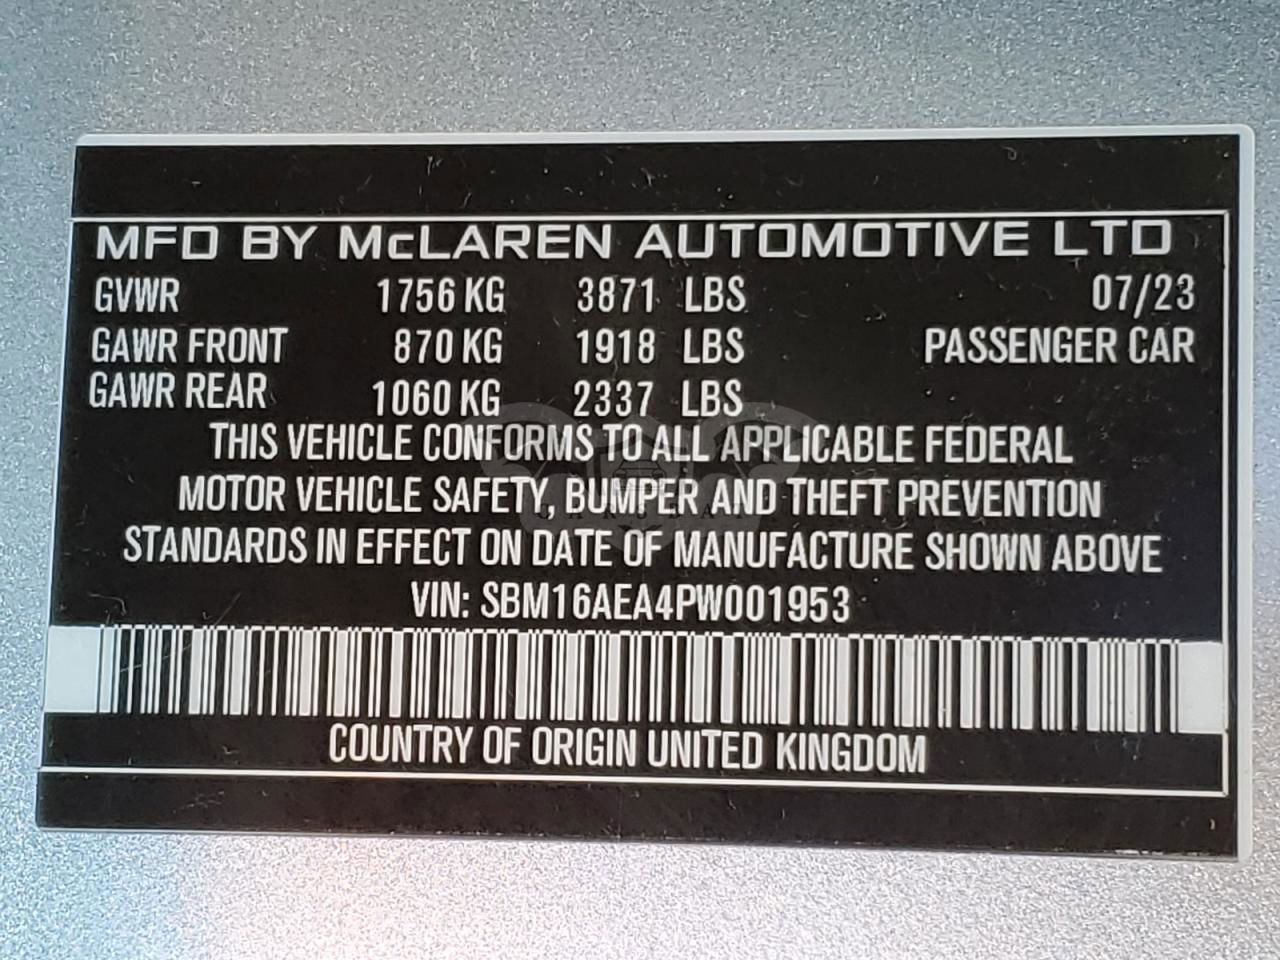 MFD BY McLAREN AUTOMOTIVE LTD
GVWR 1756 KG 3871 LBS 07/23
GAWR FRONT 870 KG 1918 LBS PASSENGER CAR
GAWR REAR 1060 KG 2337 LBS
THIS VEHICLE CONFORMS TO ALL APPLICABLE FEDERAL
MOTOR VEHICLE SAFETY, BUMPER AND THEFT PREVENTION
STANDARDS IN EFFECT ON DATE OF MANUFACTURE SHOWN ABOVE
VIN: SBM16AEA4PW001953
COUNTRY OF ORIGIN UNITED KINGDOM